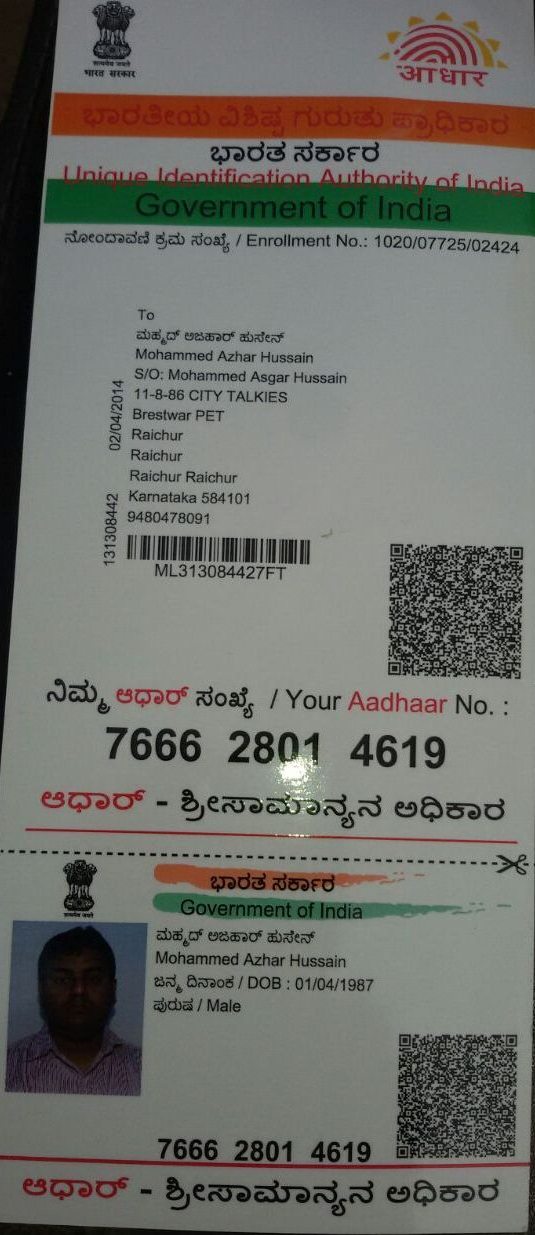 सत्यमेव जयते
भारत सरकार
आधार
ಭಾರತೀಯ ವಿಶಿಷ್ಟ ಗುರುತು ಪ್ರಾಧಿಕಾರ
ಭಾರತ ಸರ್ಕಾರ
Unique Identification Authority of India
Government of India
ನೋಂದಾವಣಿ ಕ್ರಮ ಸಂಖ್ಯೆ / Enrollment No.: 1020/07725/02424
To
ಮಹ್ಮದ್ ಅಜಹಾರ್ ಹುಸೇನ್
Mohammed Azhar Hussain
S/O: Mohammed Asgar Hussain
11-8-86 CITY TALKIES
Brestwar PET
Raichur
Raichur
Raichur Raichur
Karnataka 584101
9480478091
02/04/2014
131308442
ML313084427FT
ನಿಮ್ಮ ಆಧಾರ್ ಸಂಖ್ಯೆ / Your Aadhaar No. :
7666 2801 4619
ಆಧಾರ್ - ಶ್ರೀಸಾಮಾನ್ಯನ ಅಧಿಕಾರ
ಭಾರತ ಸರ್ಕಾರ
Government of India
ಮಹ್ಮದ್ ಅಜಹಾರ್ ಹುಸೇನ್
Mohammed Azhar Hussain
ಜನ್ಮ ದಿನಾಂಕ / DOB : 01/04/1987
ಪುರುಷ / Male
7666 2801 4619
ಆಧಾರ್ - ಶ್ರೀಸಾಮಾನ್ಯನ ಅಧಿಕಾರ